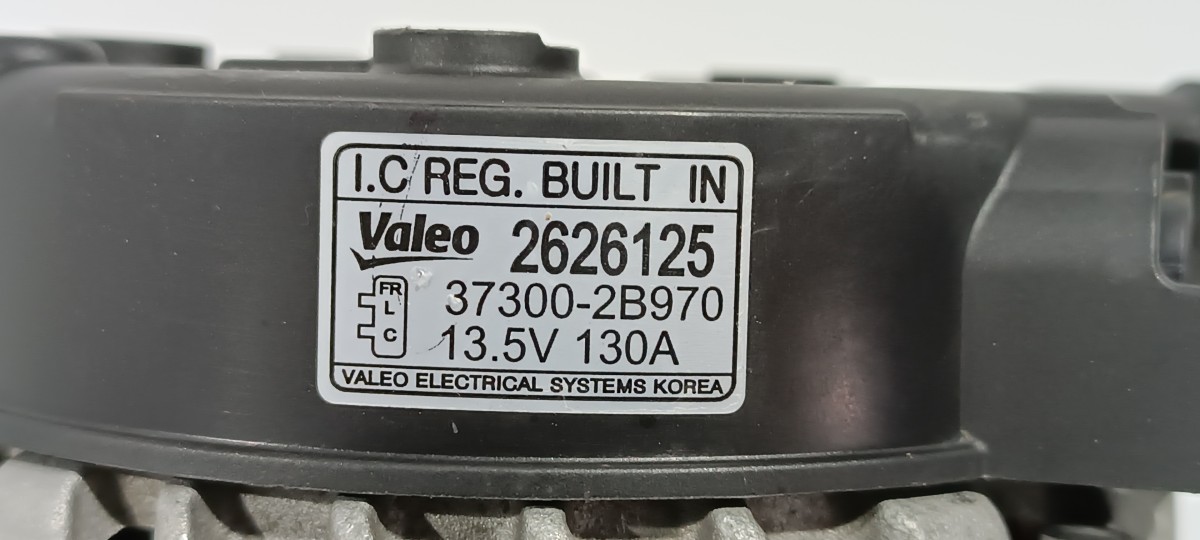 I.C REG. BUILT IN
Valeo 2626125
FR 37300-2B970
L
C 13.5V 130A
VALEO ELECTRICAL SYSTEMS KOREA